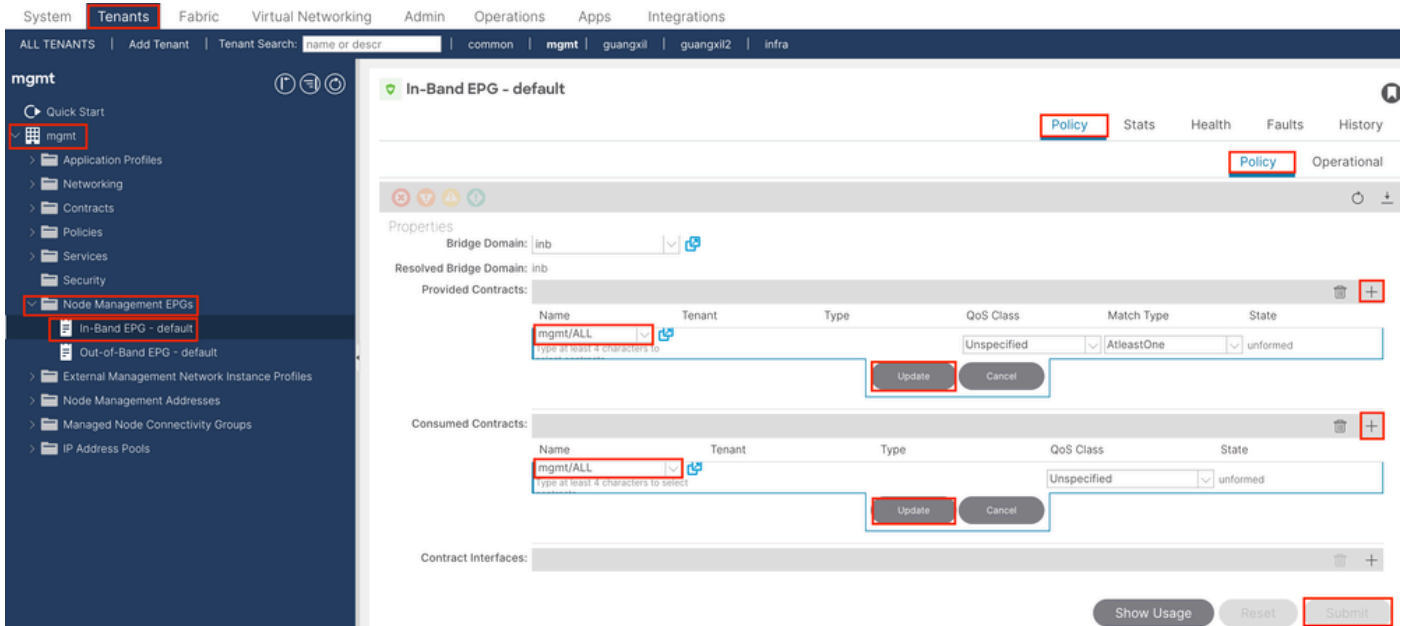 System Tenants Fabric Virtual Networking Admin Operations Apps Integrations
ALL TENANTS | Add Tenant | Tenant Search: name or descr | common | mgmt | guangxil | guangxil2 | infra
mgmt
Quick Start
mgmt
Application Profiles
Networking
Contracts
Policies
Services
Security
Node Management EPGs
In-Band EPG - default
Out-of-Band EPG - default
External Management Network Instance Profiles
Node Management Addresses
Managed Node Connectivity Groups
IP Address Pools
In-Band EPG - default
Policy Stats Health Faults History
Policy Operational
Properties
Bridge Domain: inb
Resolved Bridge Domain: inb
Provided Contracts:
Name Tenant Type QoS Class Match Type State
mgmt/ALL Unspecified AtleastOne unformed
Type at least 4 characters to
Update Cancel
Consumed Contracts:
Name Tenant Type QoS Class State
mgmt/ALL Unspecified unformed
Type at least 4 characters to select
Update Cancel
Contract Interfaces:
Show Usage Reset Submit